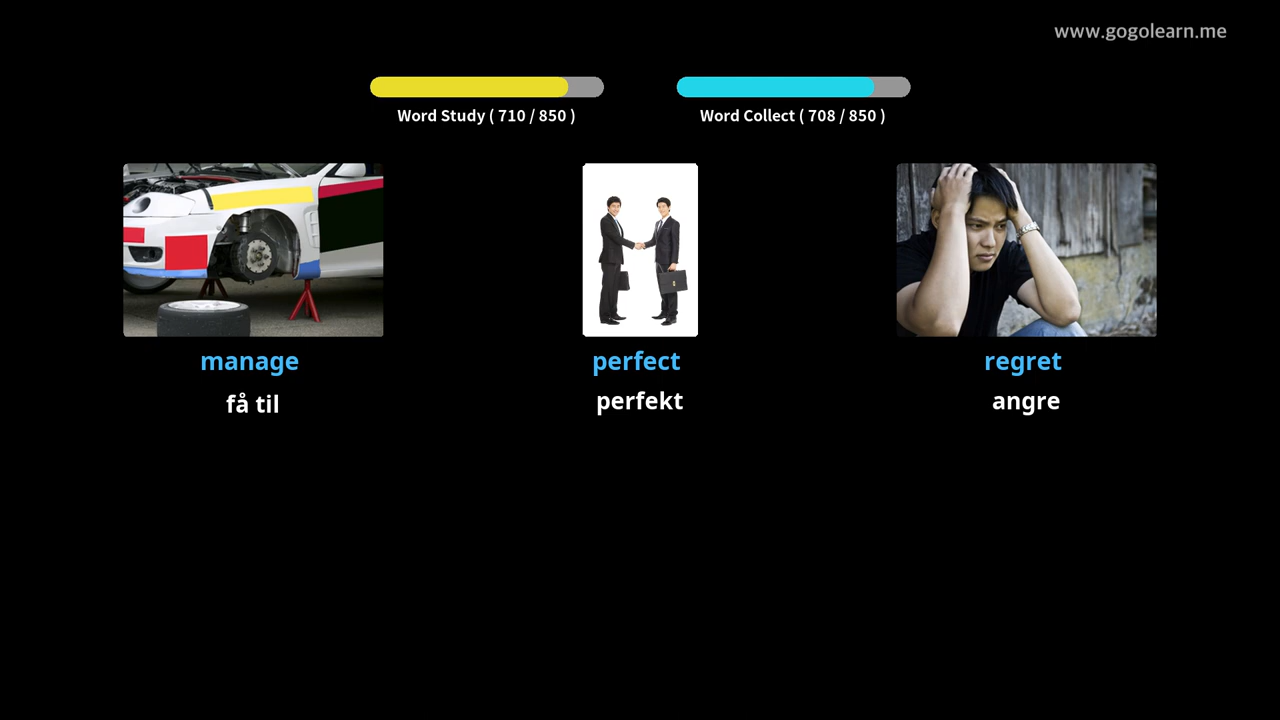 www.gogolearn.me
Word Study ( 710 / 850 )
Word Collect ( 708 / 850 )
manage
perfect
regret
få til
perfekt
angre